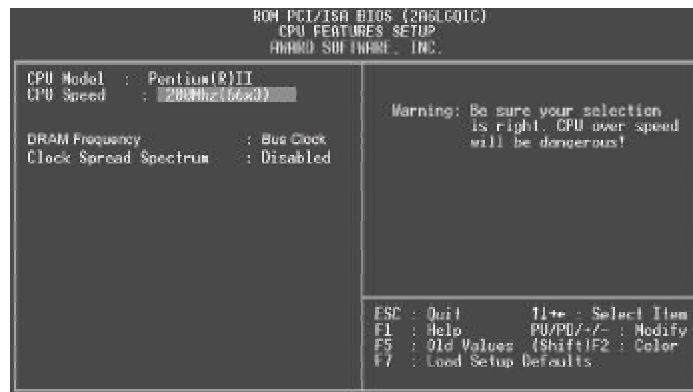 ROM PCI/ISA BIOS (2A6LGQ1C)
CPU FEATURES SETUP
AWARD SOFTWARE, INC.
CPU Model : Pentium(R)II
CPU Speed : 200Mhz(66x3)
DRAM Frequency : Bus Clock
Clock Spread Spectrum : Disabled
Warning: Be sure your selection
is right. CPU over speed
will be dangerous!
ESC : Quit ↑↓→← : Select Item
F1 : Help PU/PD/+/- : Modify
F5 : Old Values (Shift)F2 : Color
F7 : Load Setup Defaults